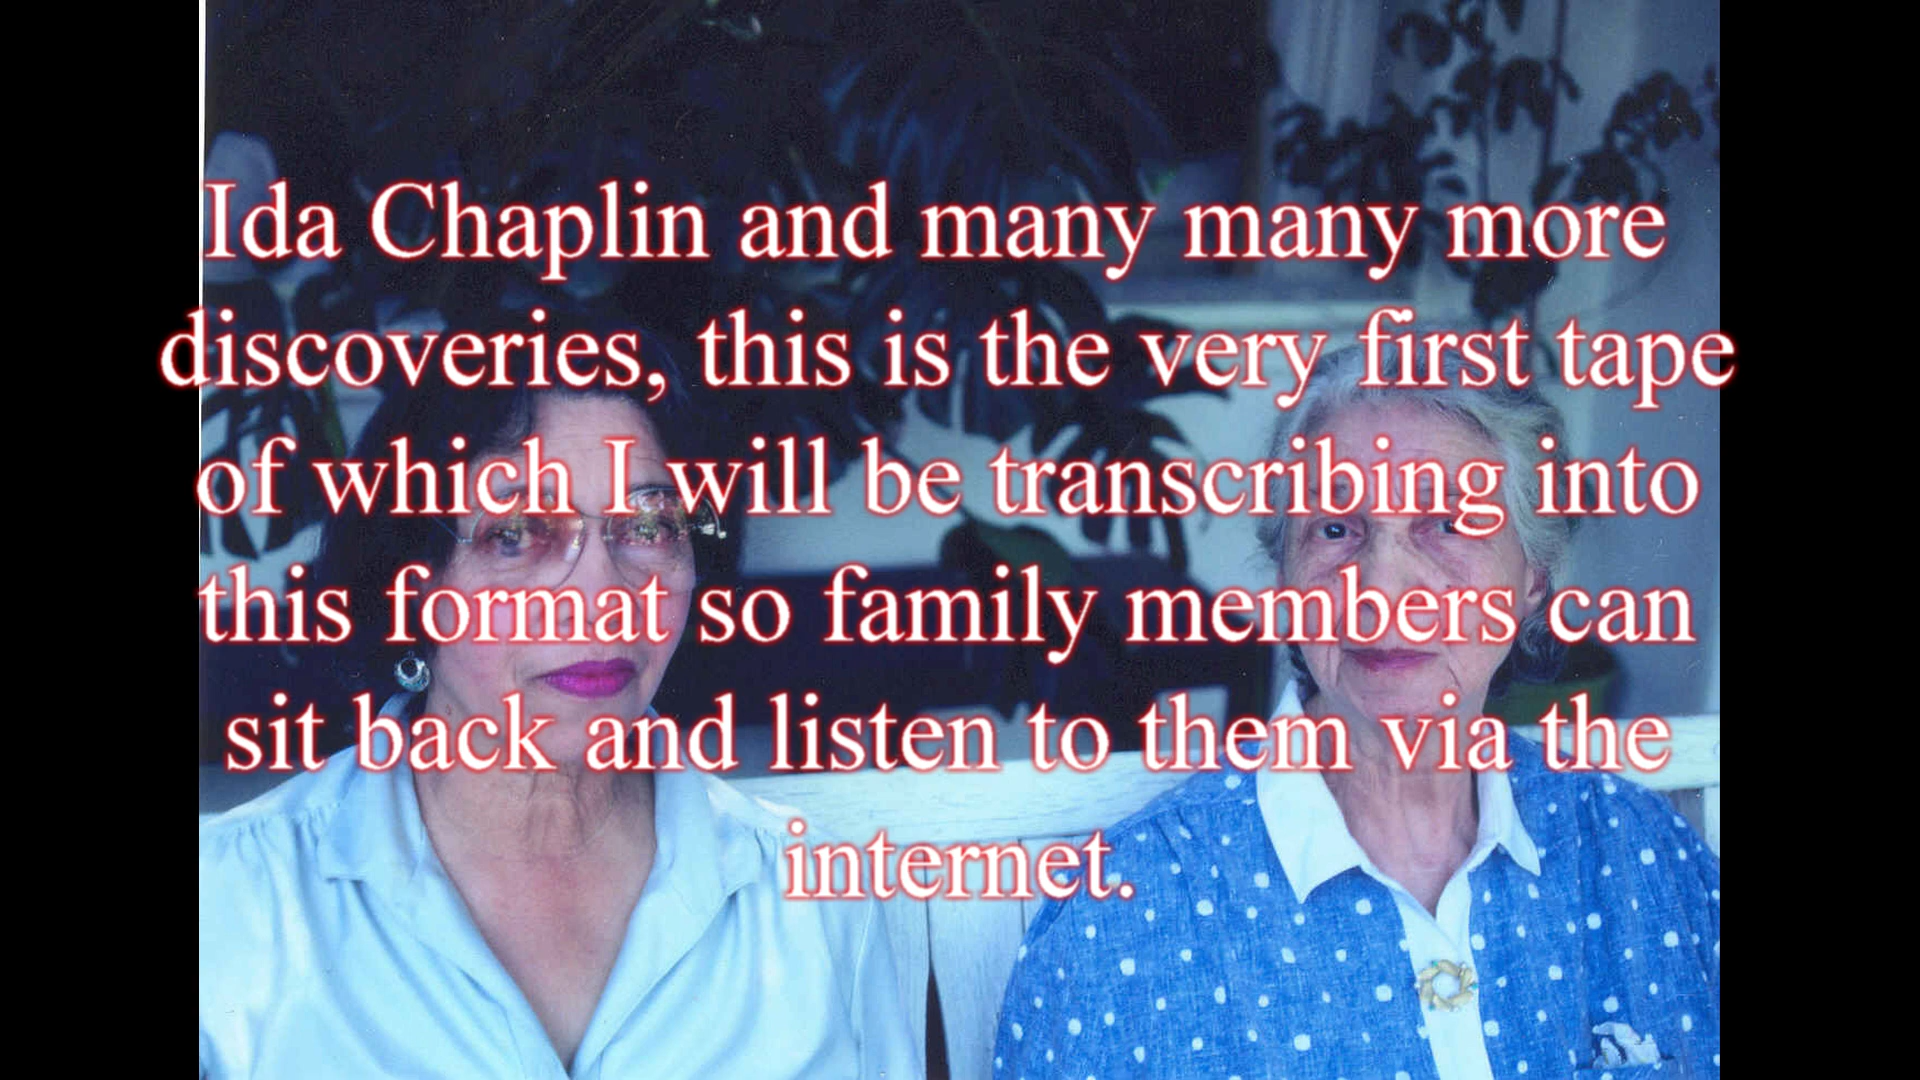 Ida Chaplin and many many more
discoveries, this is the very first tape
of which I will be transcribing into
this format so family members can
sit back and listen to them via the
internet.